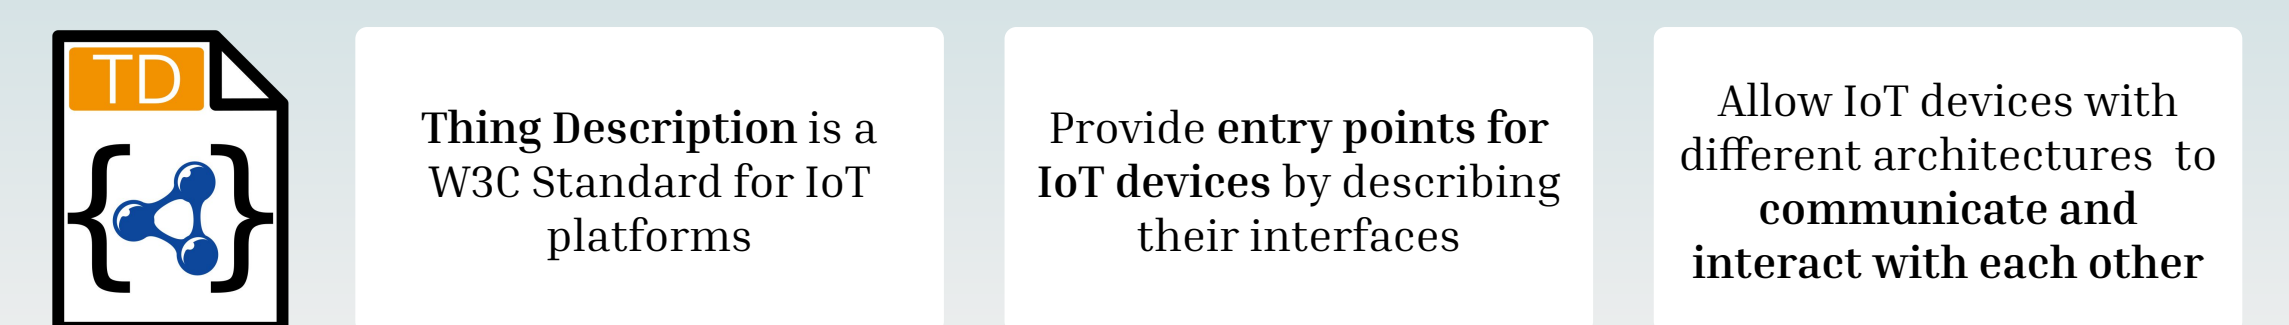 TD
{ }
Thing Description is a
W3C Standard for IoT
platforms
Provide entry points for
IoT devices by describing
their interfaces
Allow IoT devices with
different architectures  to
communicate and
interact with each other